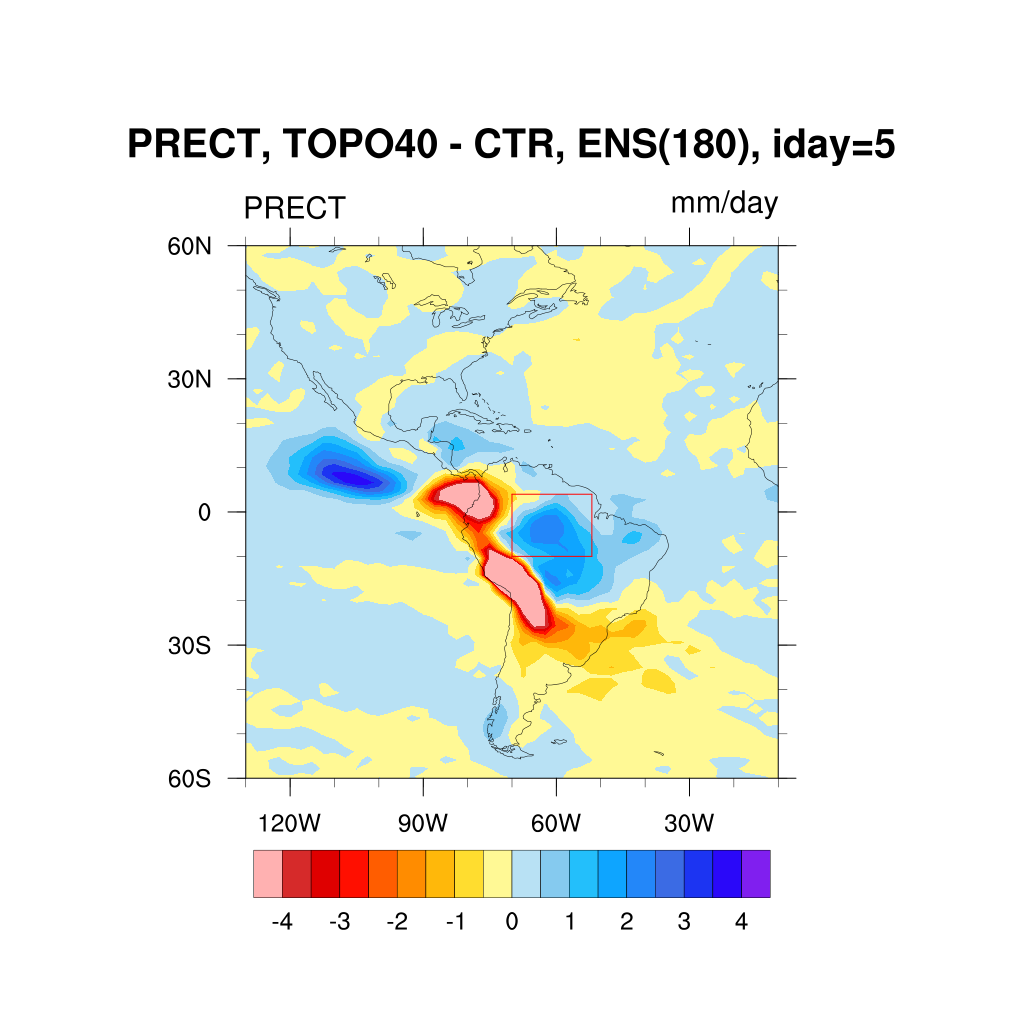 PRECT, TOPO40 - CTR, ENS(180), iday=5
PRECT mm/day
60N
30N
0
30S
60S
120W 90W 60W 30W
-4 -3 -2 -1 0 1 2 3 4